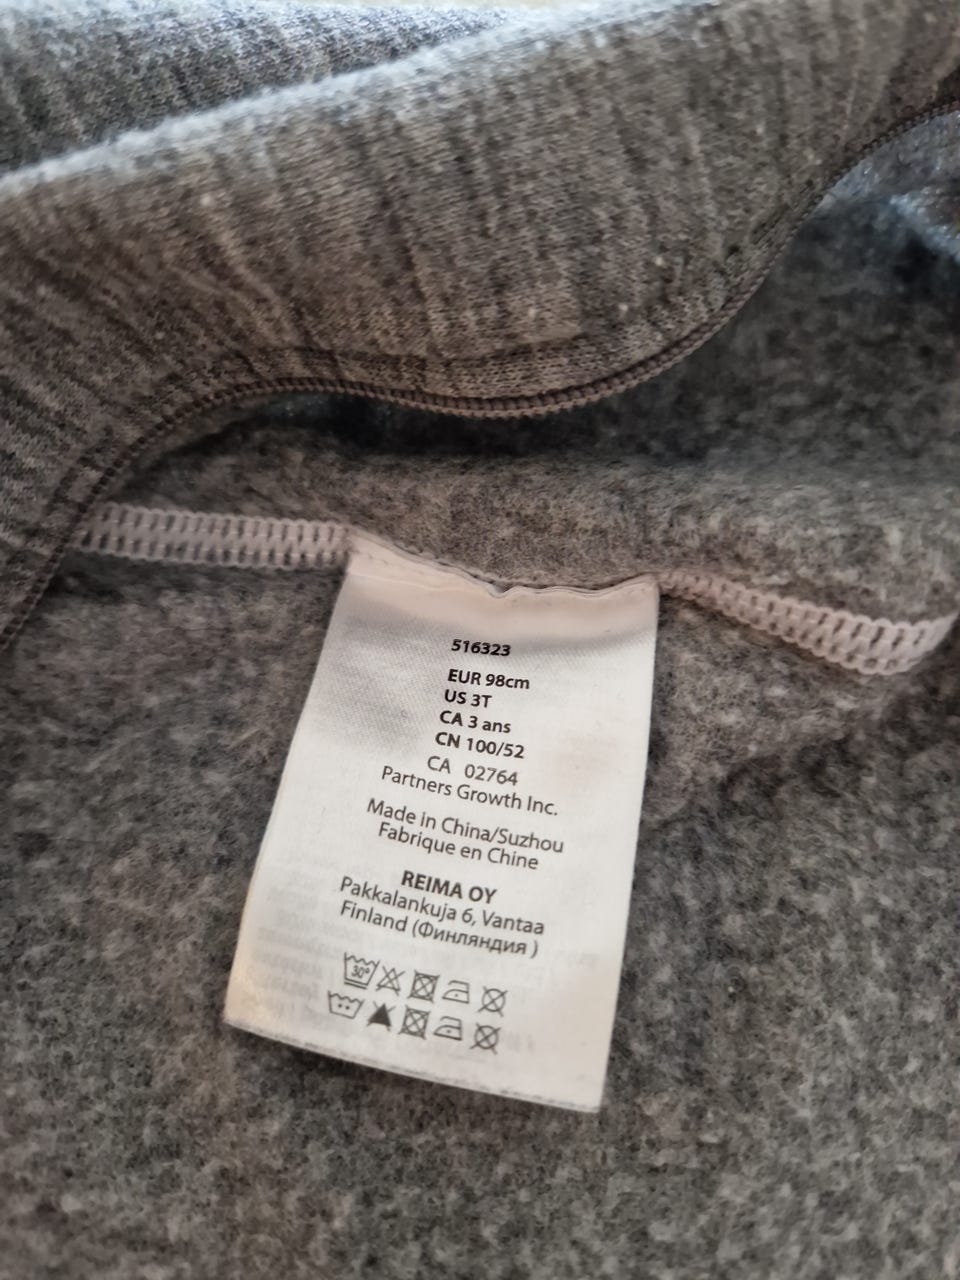 516323
EUR 98cm
US 3T
CA 3 ans
CN 100/52
CA 02764
Partners Growth Inc.
Made in China/Suzhou
Fabrique en Chine
REIMA OY
Pakkalankuja 6, Vantaa
Finland (Финляндия )
30°